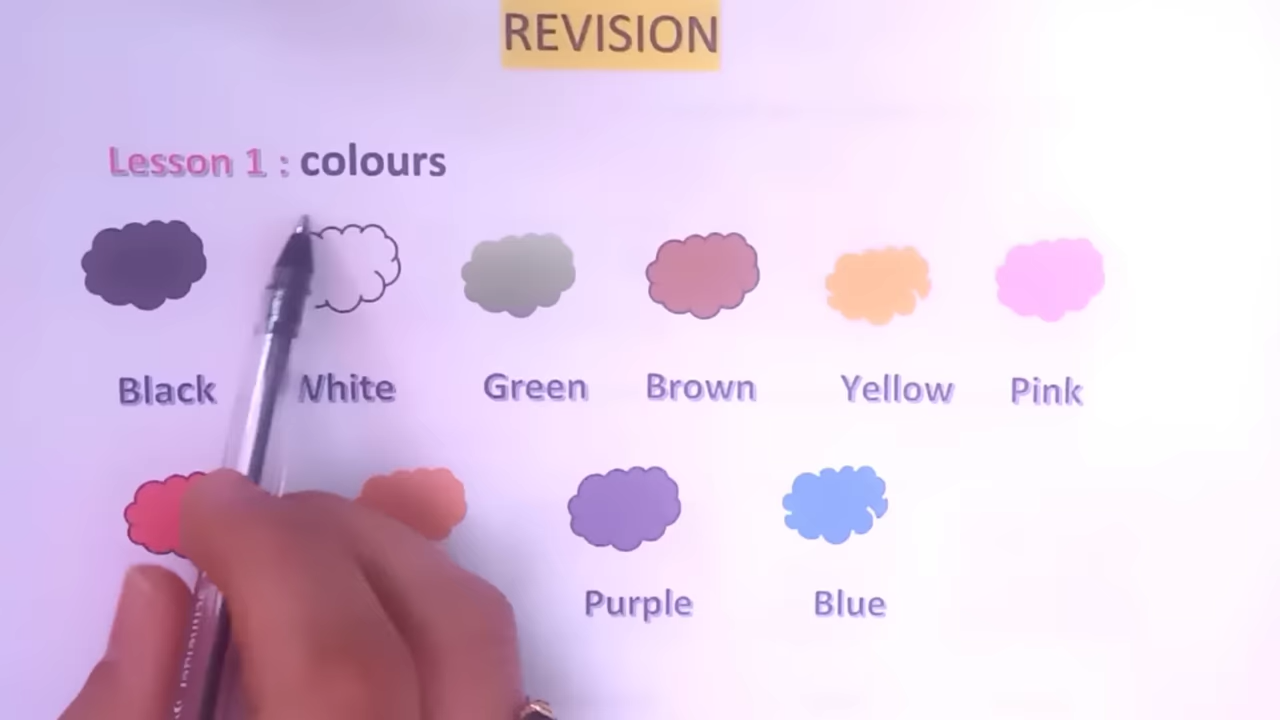 REVISION
Lesson 1 : colours
Black White Green Brown Yellow Pink
Purple Blue